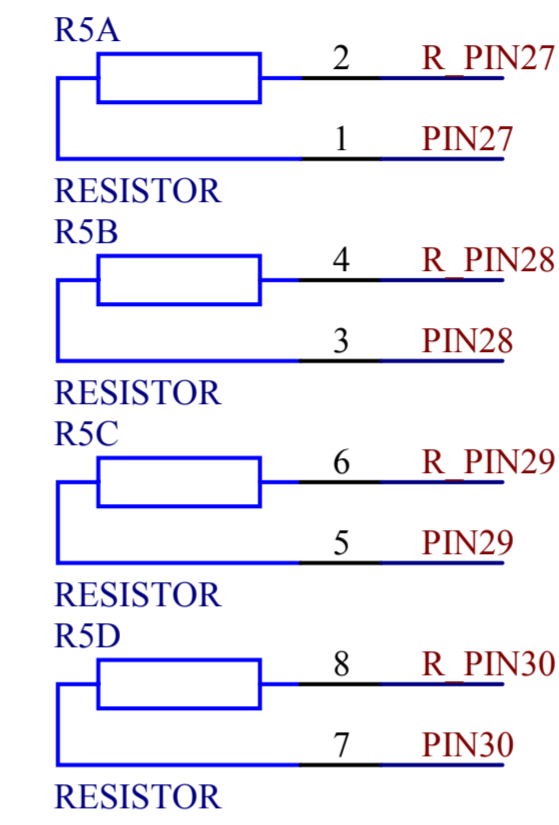 R5A
2 R_PIN27
1 PIN27
RESISTOR
R5B
4 R_PIN28
3 PIN28
RESISTOR
R5C
6 R_PIN29
5 PIN29
RESISTOR
R5D
8 R_PIN30
7 PIN30
RESISTOR